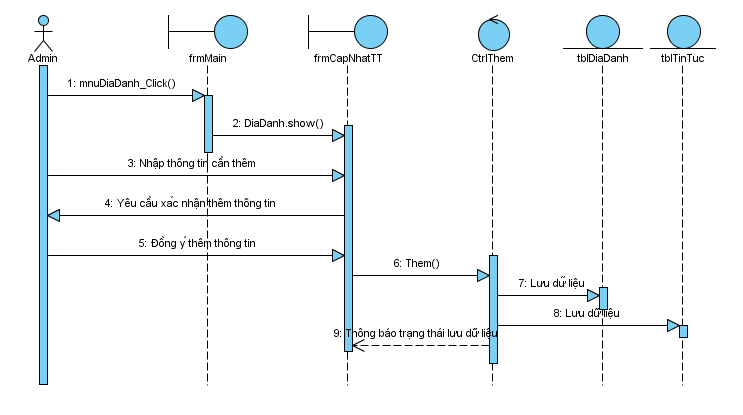 Admin
frmMain
frmCapNhatTT
CtrlThem
tblDiaDanh
tblTinTuc
1: mnuDiaDanh_Click()
2: DiaDanh.show()
3: Nhập thông tin cần thêm
4: Yêu cầu xác nhận thêm thông tin
5: Đồng ý thêm thông tin
6: Them()
7: Lưu dữ liệu
8: Lưu dữ liệu
9: Thông báo trạng thái lưu dữ liệu